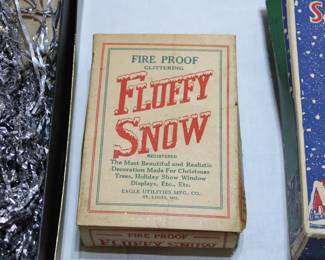 FIRE PROOF
GLITTERING
FLUFFY
SNOW
REGISTERED
The Most Beautiful and Realistic
Decoration Made For Christmas
Trees, Holiday Show Window
Displays, Etc., Etc.
EAGLE UTILITIES MFG. CO.
ST. LOUIS, MO.
FIRE PROOF
FLUFFY SNOW
S